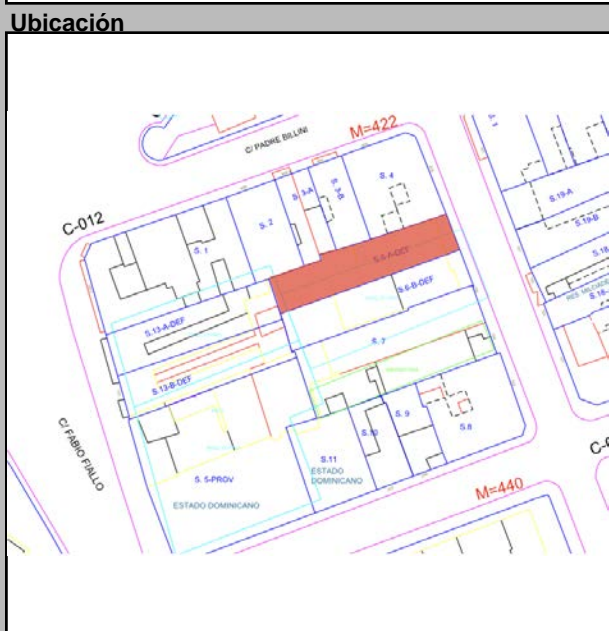 Ubicación
C/ PADRE BILLINI
M=422
C-012
S. 1
S. 2
S. 3-A
S. 3-B
S. 4
S.6-A-DEF
S.6-B-DEF
S. 7
S.13-A-DEF
S.13-B-DEF
C/ FABIO FIALLO
S. 5-PROV
ESTADO DOMINICANO
S.11
ESTADO
DOMINICANO
S.10
S. 9
S.8
M=440
S.19-A
S.19-B
S.18
S.16-